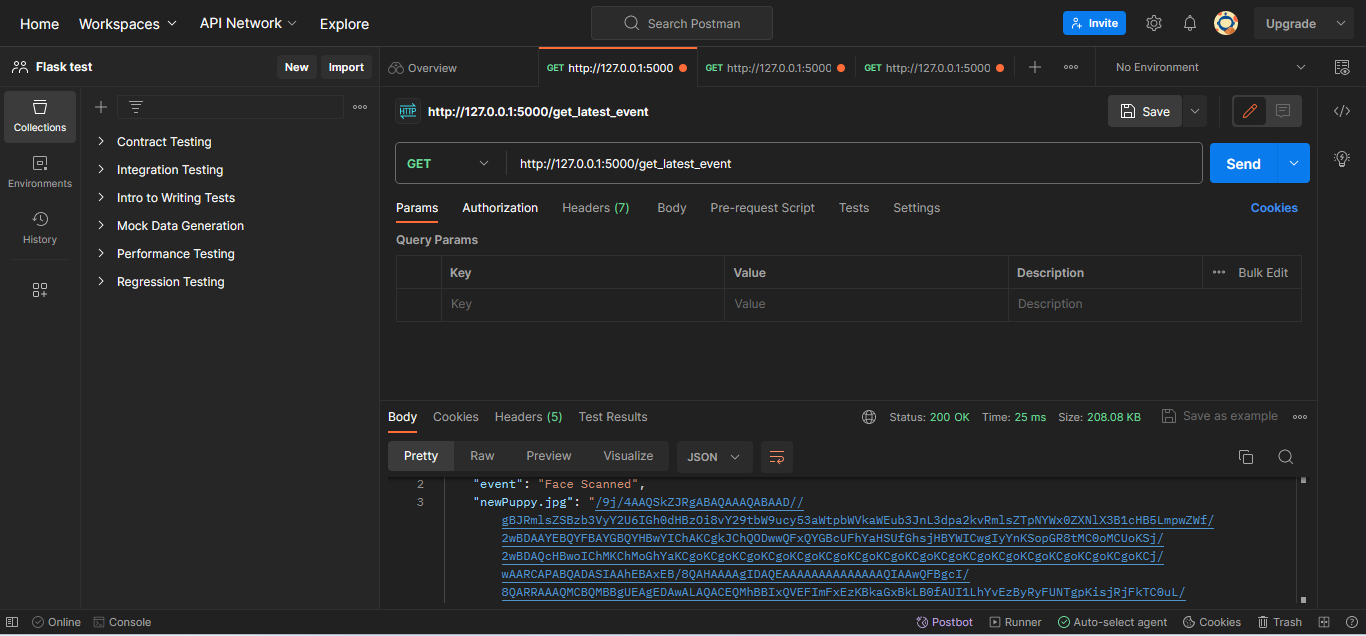 Home Workspaces API Network Explore Search Postman Invite Upgrade
Flask test New Import Overview GET http://127.0.0.1:5000 GET http://127.0.0.1:5000 GET http://127.0.0.1:5000 No Environment
Collections
Environments
History
Contract Testing
Integration Testing
Intro to Writing Tests
Mock Data Generation
Performance Testing
Regression Testing
HTTP http://127.0.0.1:5000/get_latest_event Save
GET http://127.0.0.1:5000/get_latest_event Send
Params Authorization Headers (7) Body Pre-request Script Tests Settings Cookies
Query Params
Key Value Description Bulk Edit
Key Value Description
Body Cookies Headers (5) Test Results Status: 200 OK Time: 25 ms Size: 208.08 KB Save as example
Pretty Raw Preview Visualize JSON
2 "event": "Face Scanned",
3 "newPuppy.jpg": "/9j/4AAQSkZJRgABAQAAAQABAAD//
gBJRmlsZSBzb3VyY2U6IGh0dHBzOi8vY29tbW9ucy53aWtpbWVkaWEub3JnL3dpa2kvRmlsZTpNYWx0ZXNlX3B1cHB5LmpwZWf/
2wBDAAYEBQYFBAYGBQYHBwYIChAKCgkJChQODwwQFxQYGBcUFhYaHSUfGhsjHBYWICwgIyYnKSopGR8tMC0oMCUoKSj/
2wBDAQcHBwoIChMKChMoGhYaKCgoKCgoKCgoKCgoKCgoKCgoKCgoKCgoKCgoKCgoKCgoKCgoKCgoKCgoKCgoKCgoKCj/
wAARCAPABQADASIAAhEBAxEB/8QAHAAAAgIDAQEAAAAAAAAAAAAAAAQIAAwQFBgcI/
8QARRAAAQMCBQMBBgUEAgEDAwALAQACEQMhBBIxQVEFImFxEzKBkaGxBkLB0fAUI1LhYvEzByRyFUNTgpKisjRjFkTC0uL/
Online Console Postbot Runner Auto-select agent Cookies Trash